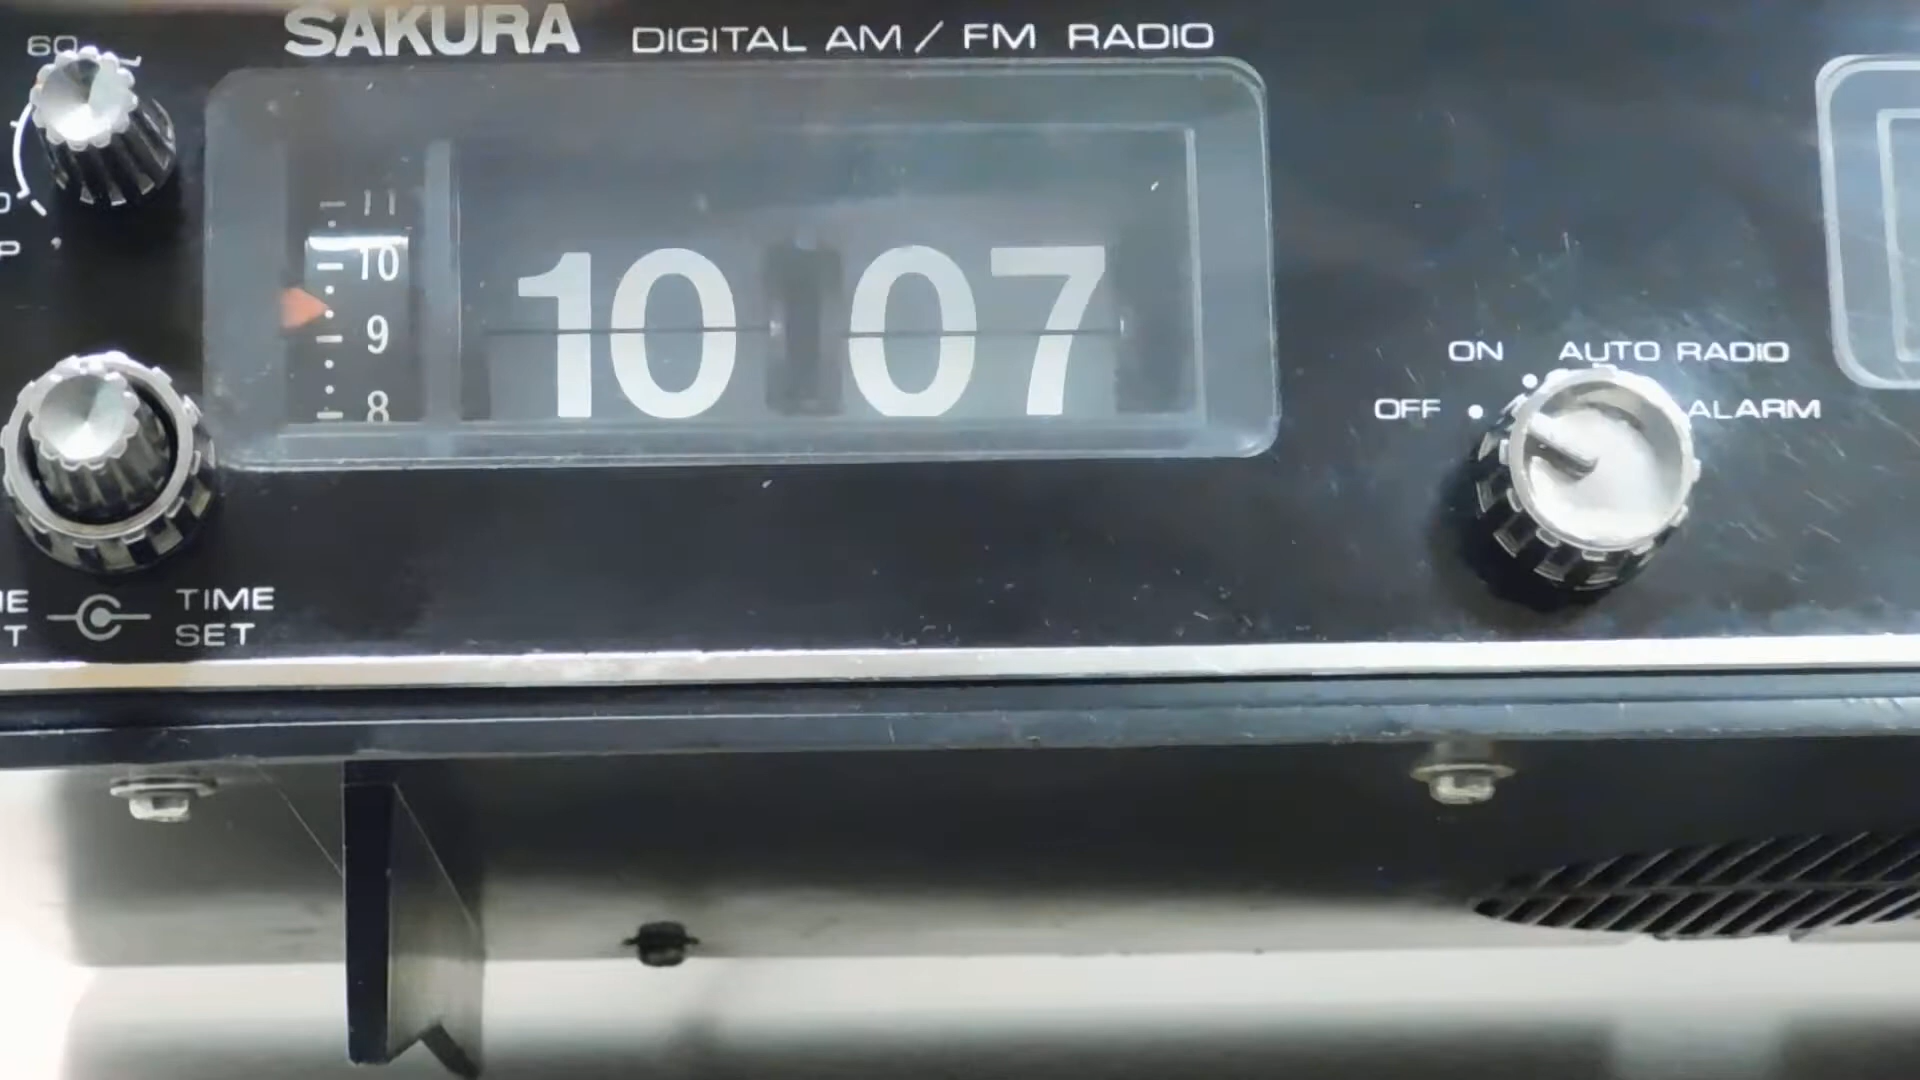 60
SAKURA DIGITAL AM / FM RADIO
11
10
9
8
10 07
ON AUTO RADIO
OFF ALARM
TIME
SET